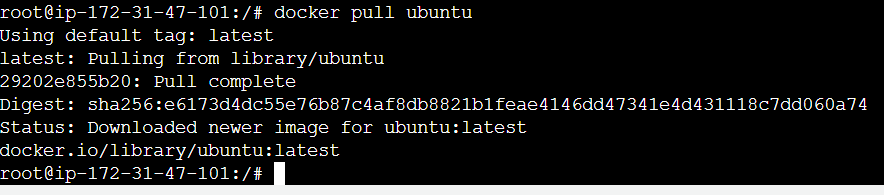 root@ip-172-31-47-101:/# docker pull ubuntu
Using default tag: latest
latest: Pulling from library/ubuntu
29202e855b20: Pull complete
Digest: sha256:e6173d4dc55e76b87c4af8db8821b1feae4146dd47341e4d431118c7dd060a74
Status: Downloaded newer image for ubuntu:latest
docker.io/library/ubuntu:latest
root@ip-172-31-47-101:/#